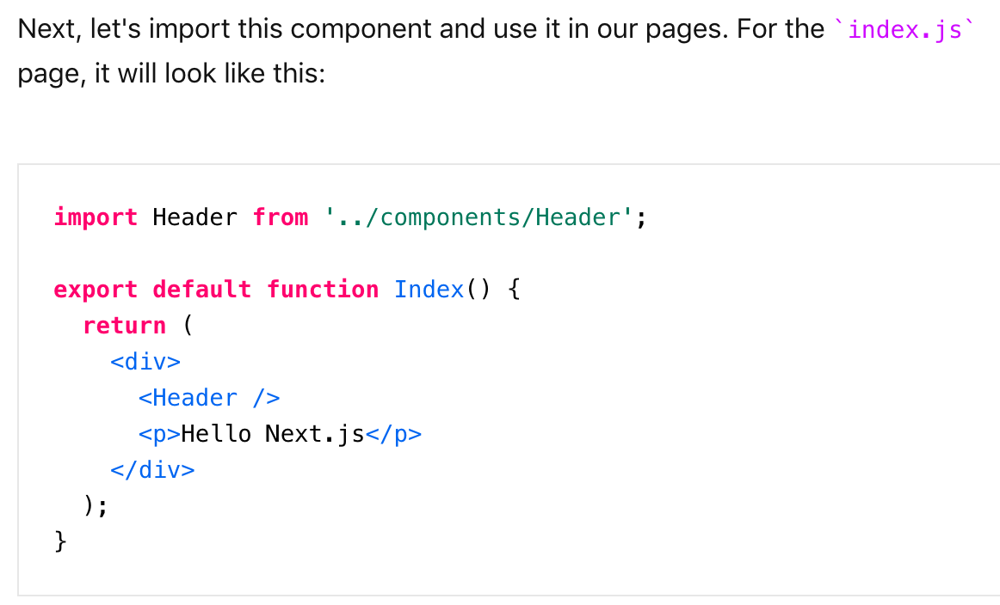 Next, let's import this component and use it in our pages. For the `index.js`
page, it will look like this:
import Header from '../components/Header';
export default function Index() {
  return (
    <div>
      <Header />
      <p>Hello Next.js</p>
    </div>
  );
}